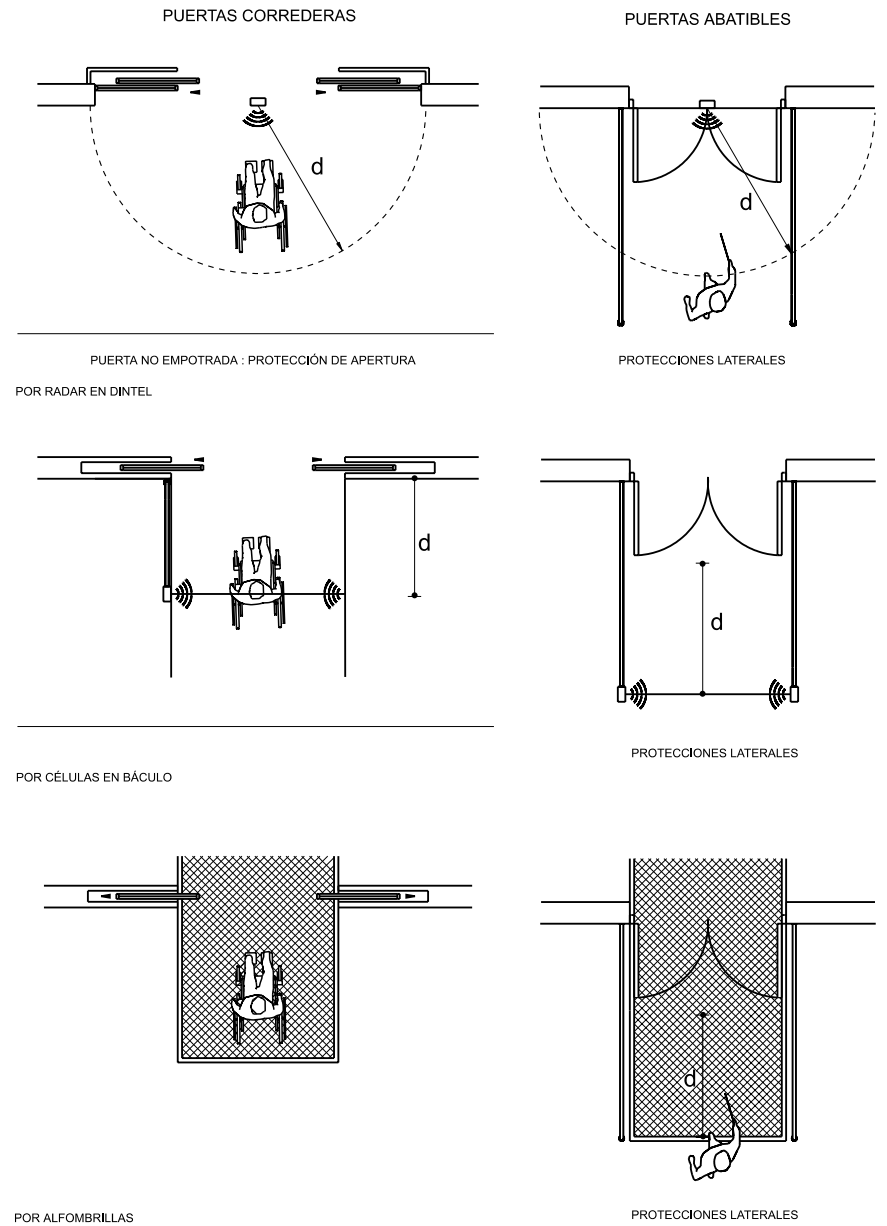 PUERTAS CORREDERAS
PUERTAS ABATIBLES
d
d
PUERTA NO EMPOTRADA : PROTECCIÓN DE APERTURA
PROTECCIONES LATERALES
POR RADAR EN DINTEL
d
d
PROTECCIONES LATERALES
POR CÉLULAS EN BÁCULO
d
POR ALFOMBRILLAS
PROTECCIONES LATERALES